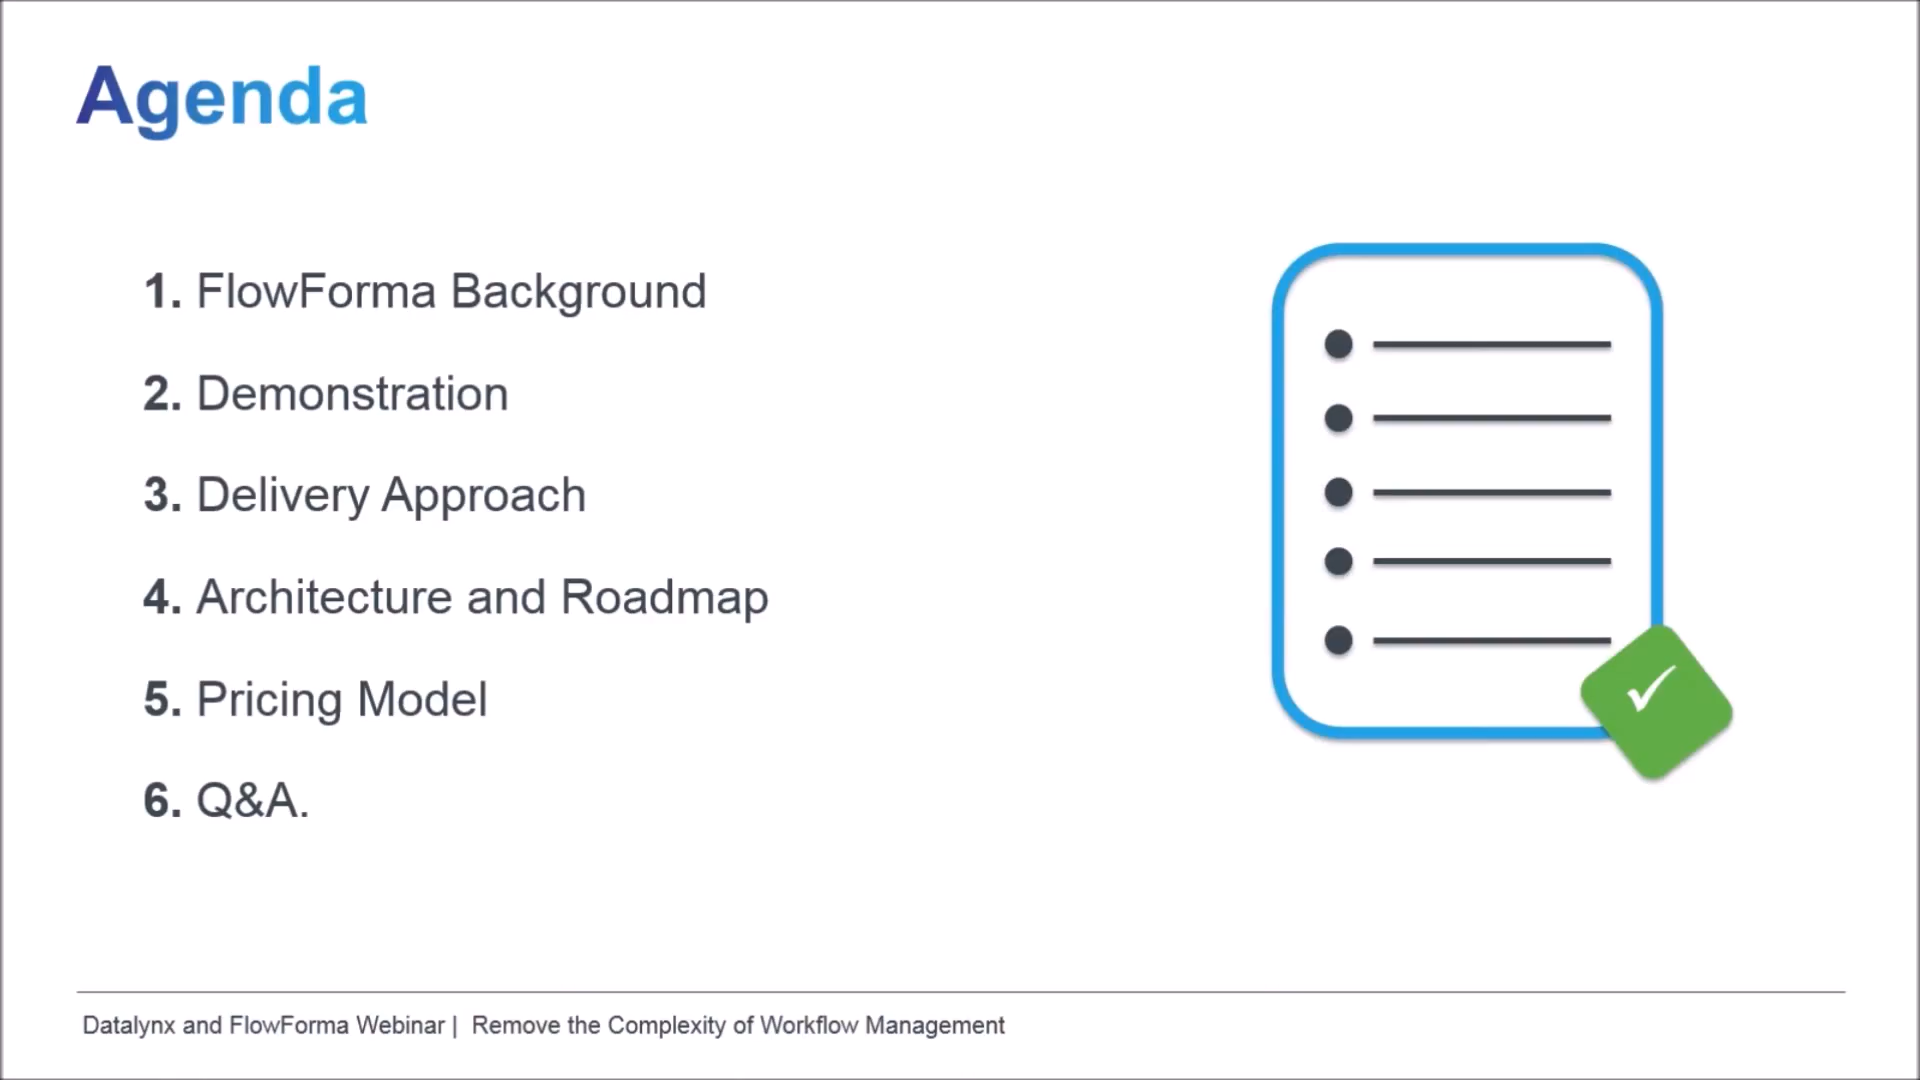 Agenda
1. FlowForma Background
2. Demonstration
3. Delivery Approach
4. Architecture and Roadmap
5. Pricing Model
6. Q&A.
Datalynx and FlowForma Webinar | Remove the Complexity of Workflow Management